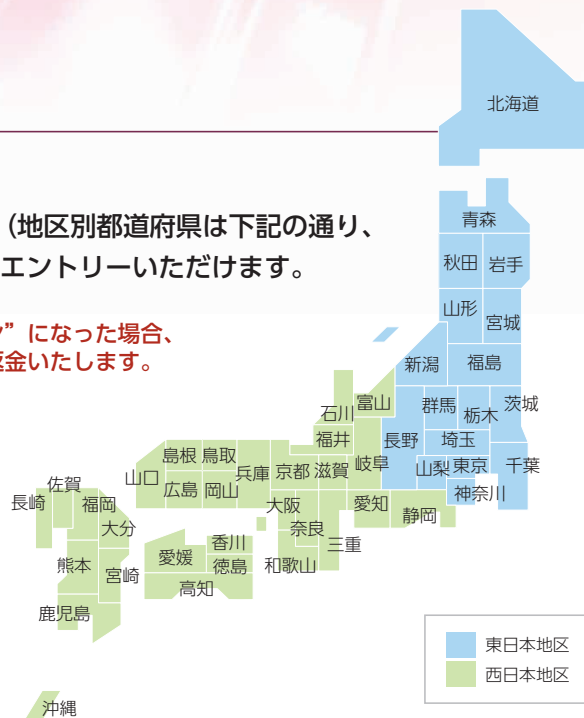 （地区別都道府県は下記の通り、
エントリーいただけます。
”になった場合、
返金いたします。
北海道
青森
秋田 岩手
山形 宮城
新潟 福島
石川 富山 群馬 栃木 茨城
福井 長野 埼玉
島根 鳥取 兵庫 京都 滋賀 岐阜 山梨 東京 千葉
山口 広島 岡山 大阪 愛知 静岡 神奈川
佐賀
長崎 福岡 奈良
大分 香川 三重
熊本 宮崎 愛媛 徳島 和歌山
高知
鹿児島
沖縄
東日本地区
西日本地区